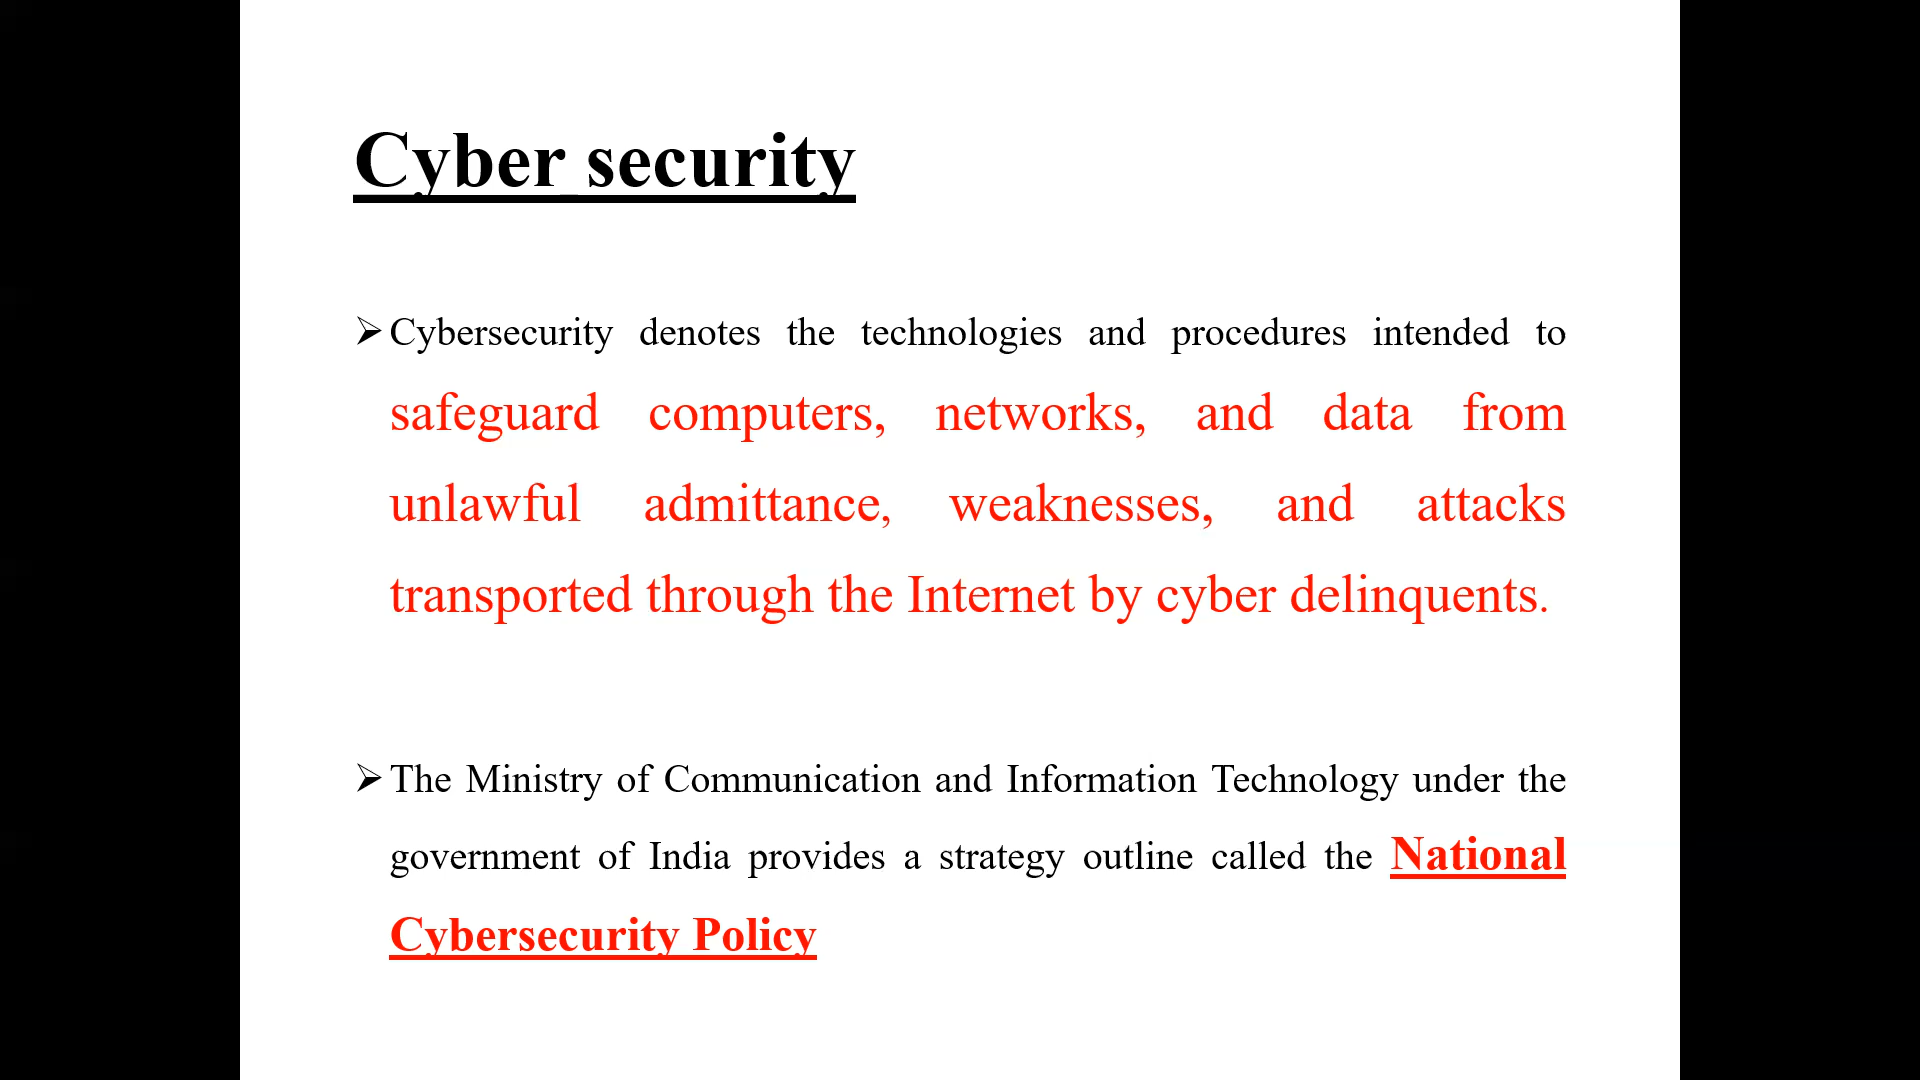 Cyber security
➢Cybersecurity denotes the technologies and procedures intended to
safeguard computers, networks, and data from
unlawful admittance, weaknesses, and attacks
transported through the Internet by cyber delinquents.
➢The Ministry of Communication and Information Technology under the
government of India provides a strategy outline called the National
Cybersecurity Policy